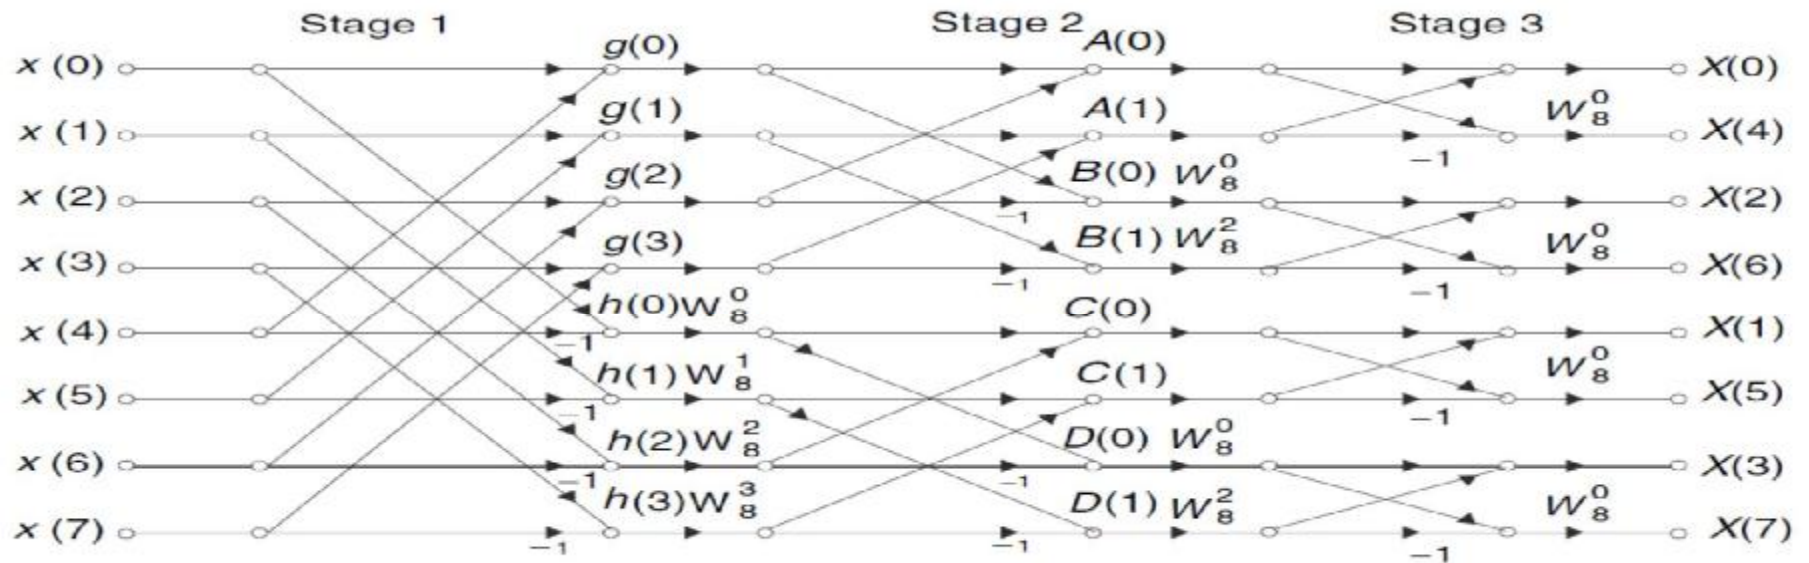 Stage 1 Stage 2 Stage 3
x (0) g(0) A(0) X(0)
x (1) g(1) A(1) W₈⁰ X(4)
x (2) g(2) B(0) W₈⁰ X(2)
-1
x (3) g(3) B(1) W₈² W₈⁰ X(6)
-1 -1
x (4) h(0)W₈⁰ C(0) X(1)
-1
x (5) h(1)W₈¹ C(1) W₈⁰ X(5)
-1 -1
x (6) h(2)W₈² D(0) W₈⁰ X(3)
-1 -1
x (7) h(3)W₈³ D(1) W₈² W₈⁰ X(7)
-1 -1 -1
-1